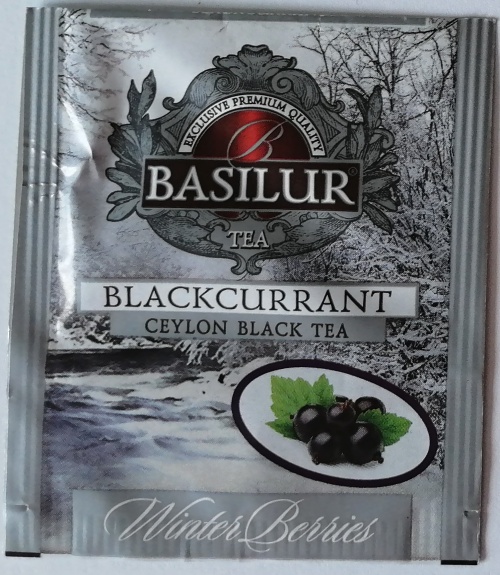 EXCLUSIVE PREMIUM QUALITY
B
BASILUR®
TEA
BLACKCURRANT
CEYLON BLACK TEA
Winter Berries